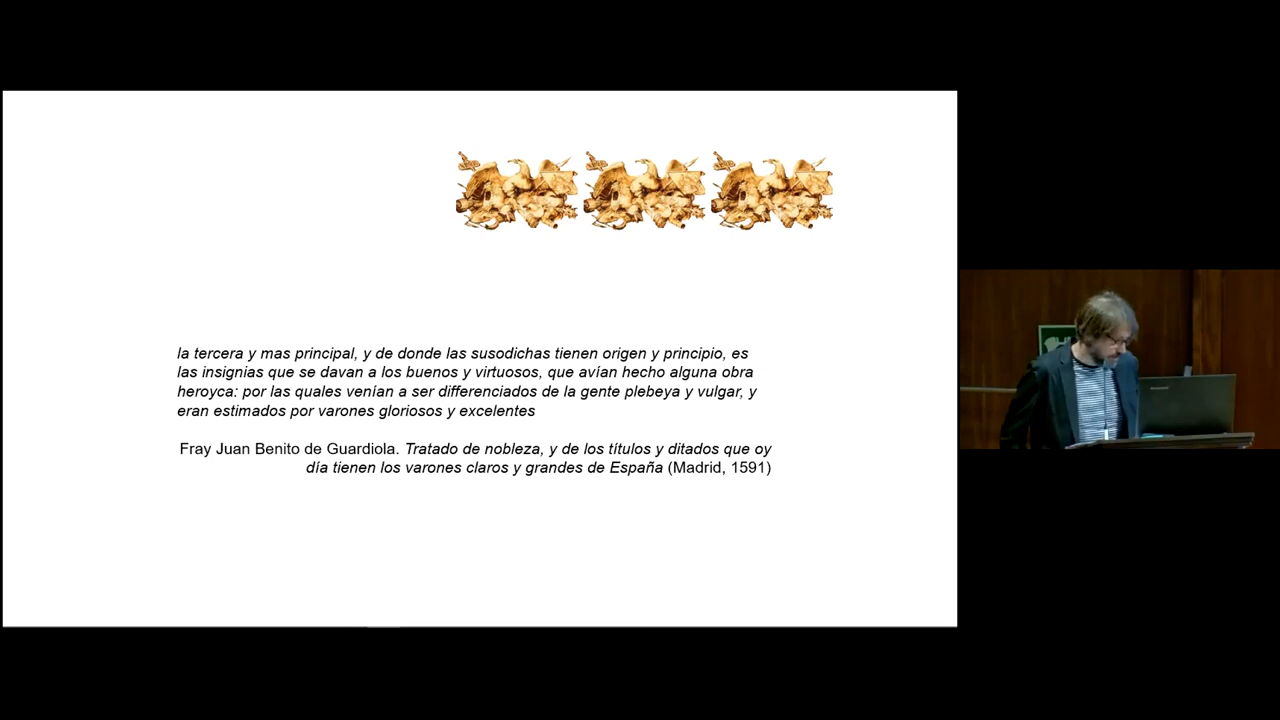 la tercera y mas principal, y de donde las susodichas tienen origen y principio, es
las insignias que se davan a los buenos y virtuosos, que avían hecho alguna obra
heroyca: por las quales venían a ser differenciados de la gente plebeya y vulgar, y
eran estimados por varones gloriosos y excelentes
Fray Juan Benito de Guardiola. Tratado de nobleza, y de los títulos y ditados que oy
día tienen los varones claros y grandes de España (Madrid, 1591)